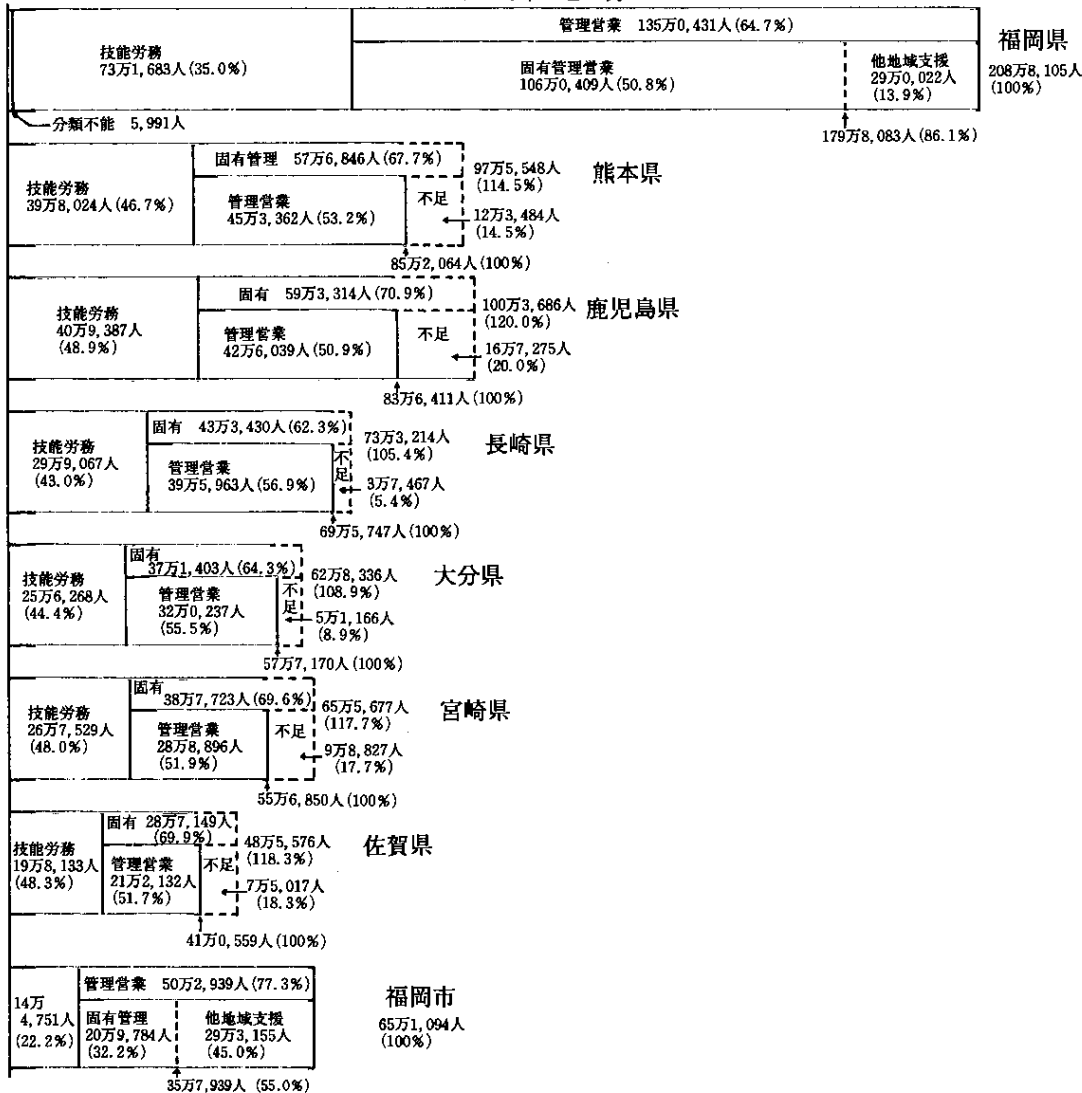 管理営業 135万0,431人(64.7%)
技能労務
73万1,683人(35.0%)
固有管理営業
106万0,409人(50.8%)
他地域支援
29万0,022人
(13.9%)
福岡県
208万8,105人
(100%)
分類不能 5,991人
179万8,083人(86.1%)
固有管理 57万6,846人(67.7%)
技能労務
39万8,024人(46.7%)
管理営業
45万3,362人(53.2%)
不足
97万5,548人
(114.5%)
12万3,484人
(14.5%)
熊本県
85万2,064人(100%)
固有 59万3,314人(70.9%)
技能労務
40万9,387人
(48.9%)
管理営業
42万6,039人(50.9%)
不足
100万3,686人
(120.0%)
16万7,275人
(20.0%)
鹿児島県
83万6,411人(100%)
固有 43万3,430人(62.3%)
技能労務
29万9,067人
(43.0%)
管理営業
39万5,963人(56.9%)
不足
73万3,214人
(105.4%)
3万7,467人
(5.4%)
長崎県
69万5,747人(100%)
固有
37万1,403人(64.3%)
技能労務
25万6,268人
(44.4%)
管理営業
32万0,237人
(55.5%)
不足
62万8,336人
(108.9%)
5万1,166人
(8.9%)
大分県
57万7,170人(100%)
固有
38万7,723人(69.6%)
技能労務
26万7,529人
(48.0%)
管理営業
28万8,896人
(51.9%)
不足
65万5,677人
(117.7%)
9万8,827人
(17.7%)
宮崎県
55万6,850人(100%)
固有 28万7,149人
(69.9%)
技能労務
19万8,133人
(48.3%)
管理営業
21万2,132人
(51.7%)
不足
48万5,576人
(118.3%)
7万5,017人
(18.3%)
佐賀県
41万0,559人(100%)
管理営業 50万2,939人(77.3%)
14万
4,751人
(22.2%)
固有管理
20万9,784人
(32.2%)
他地域支援
29万3,155人
(45.0%)
福岡市
65万1,094人
(100%)
35万7,939人(55.0%)